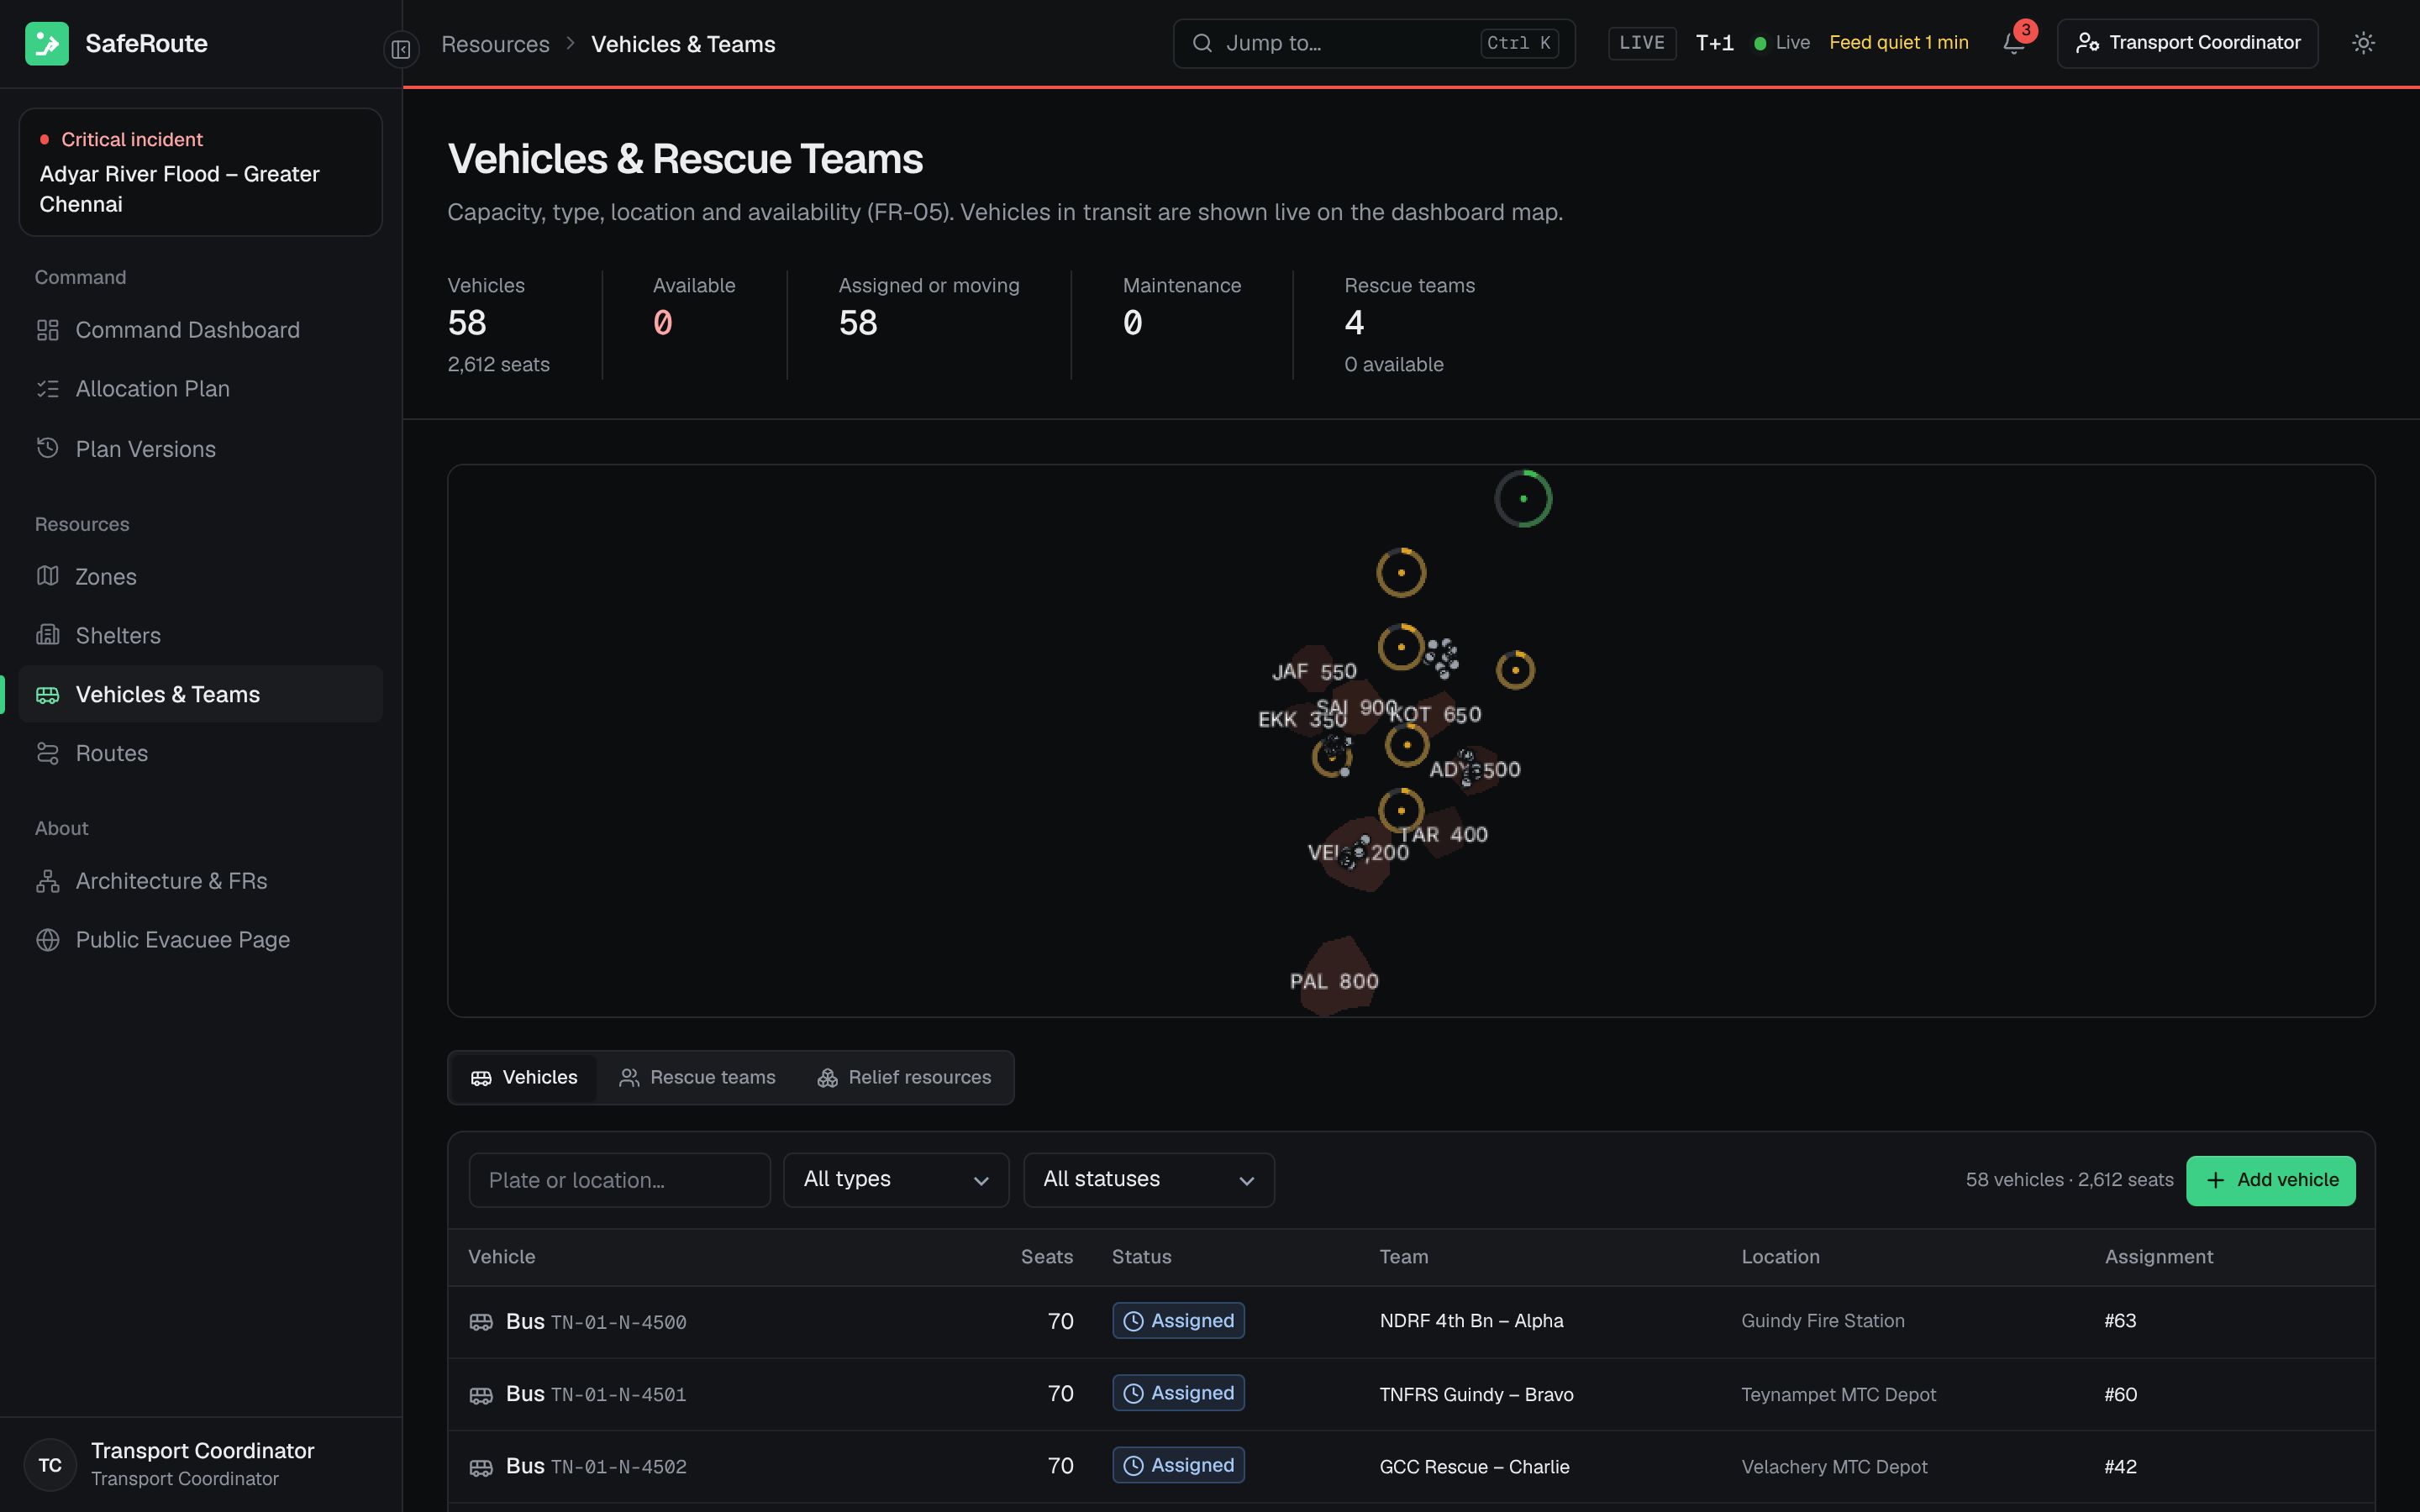 SafeRoute
Resources > Vehicles & Teams
Jump to...
Ctrl K
LIVE
T+1
Live
Feed quiet 1 min
3
Transport Coordinator
Critical incident
Adyar River Flood – Greater
Chennai
Command
Command Dashboard
Allocation Plan
Plan Versions
Resources
Zones
Shelters
Vehicles & Teams
Routes
About
Architecture & FRs
Public Evacuee Page
TC
Transport Coordinator
Transport Coordinator
Vehicles & Rescue Teams
Capacity, type, location and availability (FR-05). Vehicles in transit are shown live on the dashboard map.
Vehicles
58
2,612 seats
Available
0
Assigned or moving
58
Maintenance
0
Rescue teams
4
0 available
JAF 550
SAI 900
EKK 350
KOT 650
ADY 500
TAR 400
,200
PAL 800
Vehicles
Rescue teams
Relief resources
Plate or location...
All types
All statuses
58 vehicles · 2,612 seats
Add vehicle
Vehicle Seats Status Team Location Assignment
Bus TN-01-N-4500 70 Assigned NDRF 4th Bn – Alpha Guindy Fire Station #63
Bus TN-01-N-4501 70 Assigned TNFRS Guindy – Bravo Teynampet MTC Depot #60
Bus TN-01-N-4502 70 Assigned GCC Rescue – Charlie Velachery MTC Depot #42